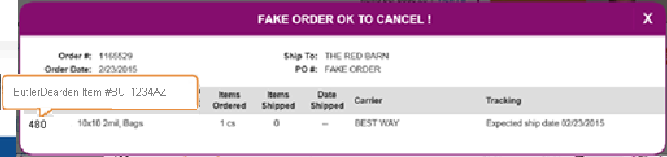 FAKE ORDER OK TO CANCEL !
X
Order #: 1165529
Ship To: THE RED BARN
Order Date: 2/23/2015
PO #: FAKE ORDER
ButlerDearden Item #BC 1234AZ
Items Ordered
Items Shipped
Date Shipped
Carrier
Tracking
480
10x10 2mil, Bags
1 cs
0
--
BEST WAY
Expected ship date 02/23/2015